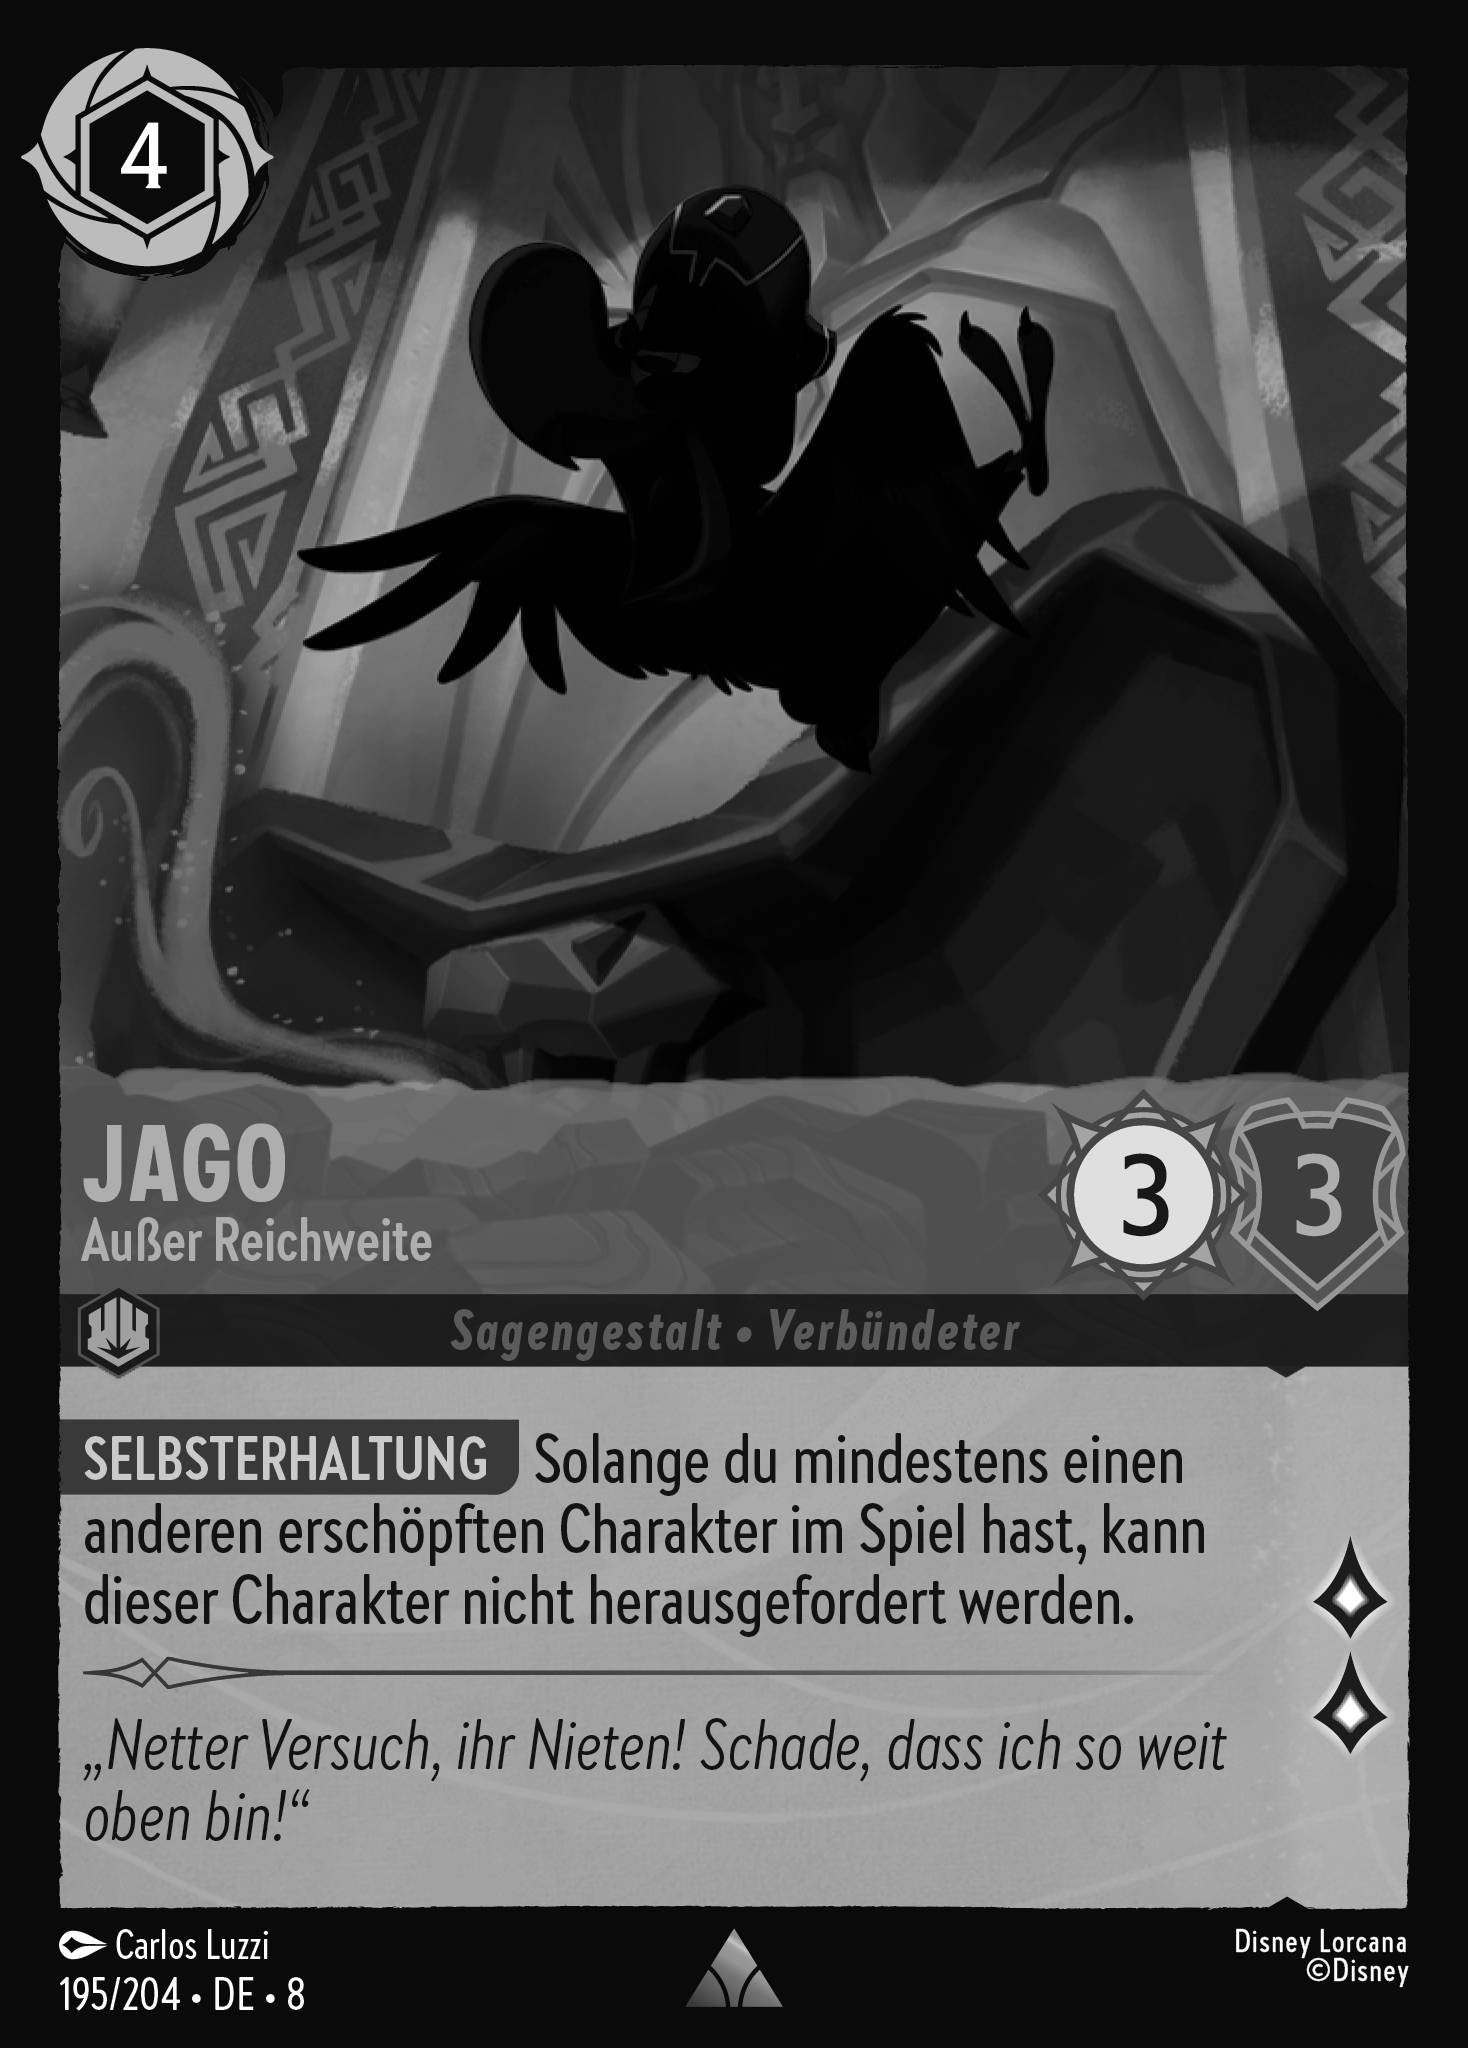 4
JAGO
Außer Reichweite
3
3
Sagengestalt • Verbündeter
SELBSTERHALTUNG Solange du mindestens einen
anderen erschöpften Charakter im Spiel hast, kann
dieser Charakter nicht herausgefordert werden.
„Netter Versuch, ihr Nieten! Schade, dass ich so weit
oben bin!“
Carlos Luzzi
195/204 • DE • 8
Disney Lorcana
©Disney